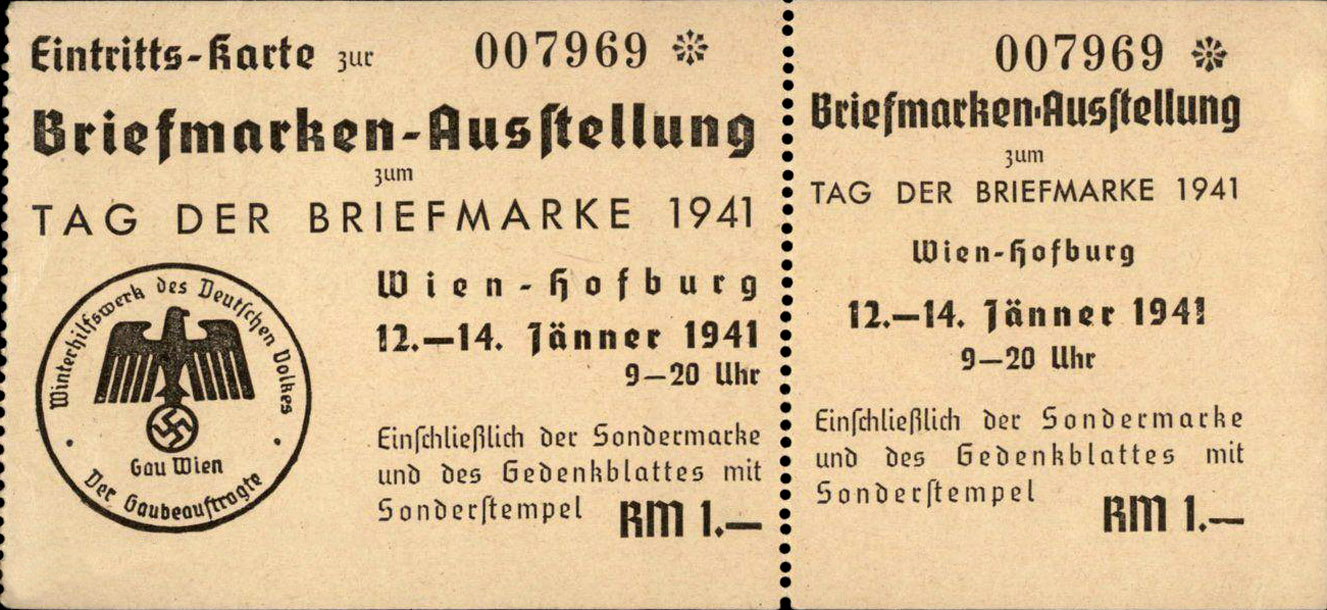 Eintritts-Karte zur 007969
Briefmarken-Ausſtellung
zum
TAG DER BRIEFMARKE 1941
Wien-Hofburg
12.—14. Jänner 1941
9—20 Uhr
Einſchließlich der Sondermarke
und des Gedenkblattes mit
Sonderſtempel RM 1.—
Winterhilfswerk des Deutſchen Volkes
Gau Wien
Der Gaubeauftragte
007969
Briefmarken-Ausſtellung
zum
TAG DER BRIEFMARKE 1941
Wien-Hofburg
12.—14. Jänner 1941
9—20 Uhr
Einſchließlich der Sondermarke
und des Gedenkblattes mit
Sonderſtempel
RM 1.—